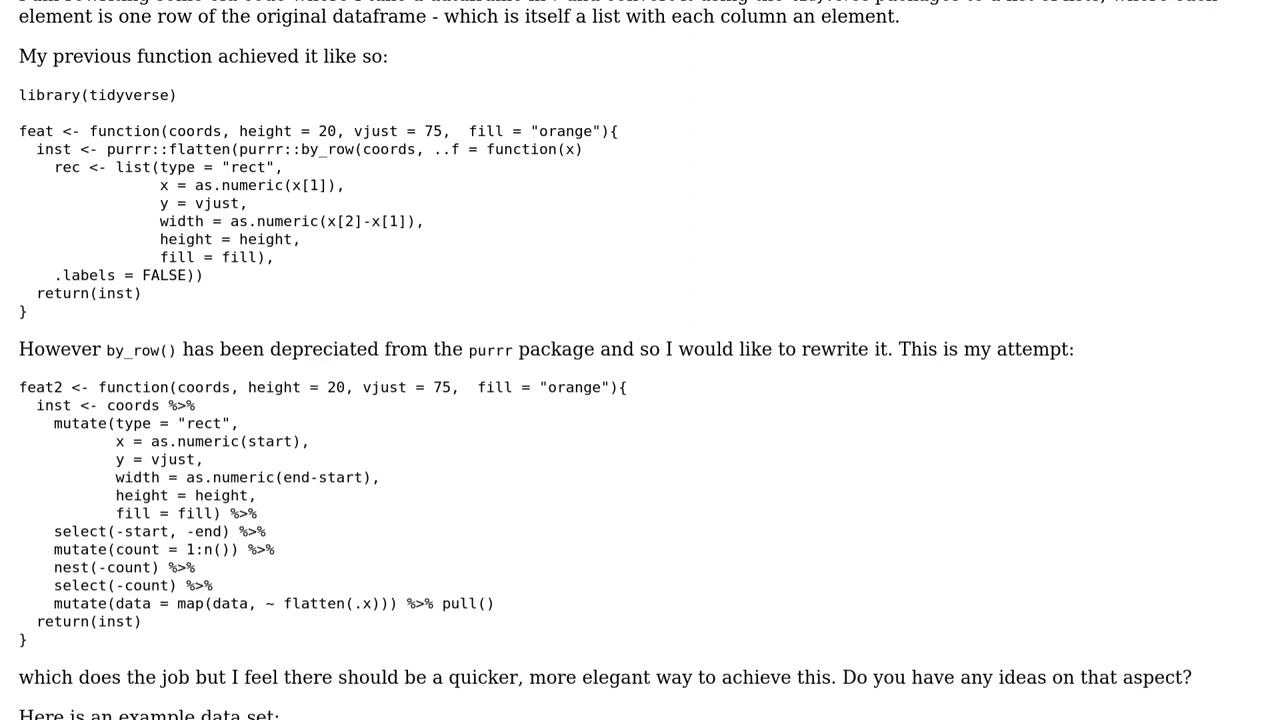 element is one row of the original dataframe - which is itself a list with each column an element.
My previous function achieved it like so:
library(tidyverse)
feat <- function(coords, height = 20, vjust = 75,  fill = "orange"){
  inst <- purrr::flatten(purrr::by_row(coords, ..f = function(x)
    rec <- list(type = "rect",
                x = as.numeric(x[1]),
                y = vjust,
                width = as.numeric(x[2]-x[1]),
                height = height,
                fill = fill),
    .labels = FALSE))
  return(inst)
}
However by_row() has been depreciated from the purrr package and so I would like to rewrite it. This is my attempt:
feat2 <- function(coords, height = 20, vjust = 75,  fill = "orange"){
  inst <- coords %>%
    mutate(type = "rect",
           x = as.numeric(start),
           y = vjust,
           width = as.numeric(end-start),
           height = height,
           fill = fill) %>%
    select(-start, -end) %>%
    mutate(count = 1:n()) %>%
    nest(-count) %>%
    select(-count) %>%
    mutate(data = map(data, ~ flatten(.x))) %>% pull()
  return(inst)
}
which does the job but I feel there should be a quicker, more elegant way to achieve this. Do you have any ideas on that aspect?
Here is an example data set: